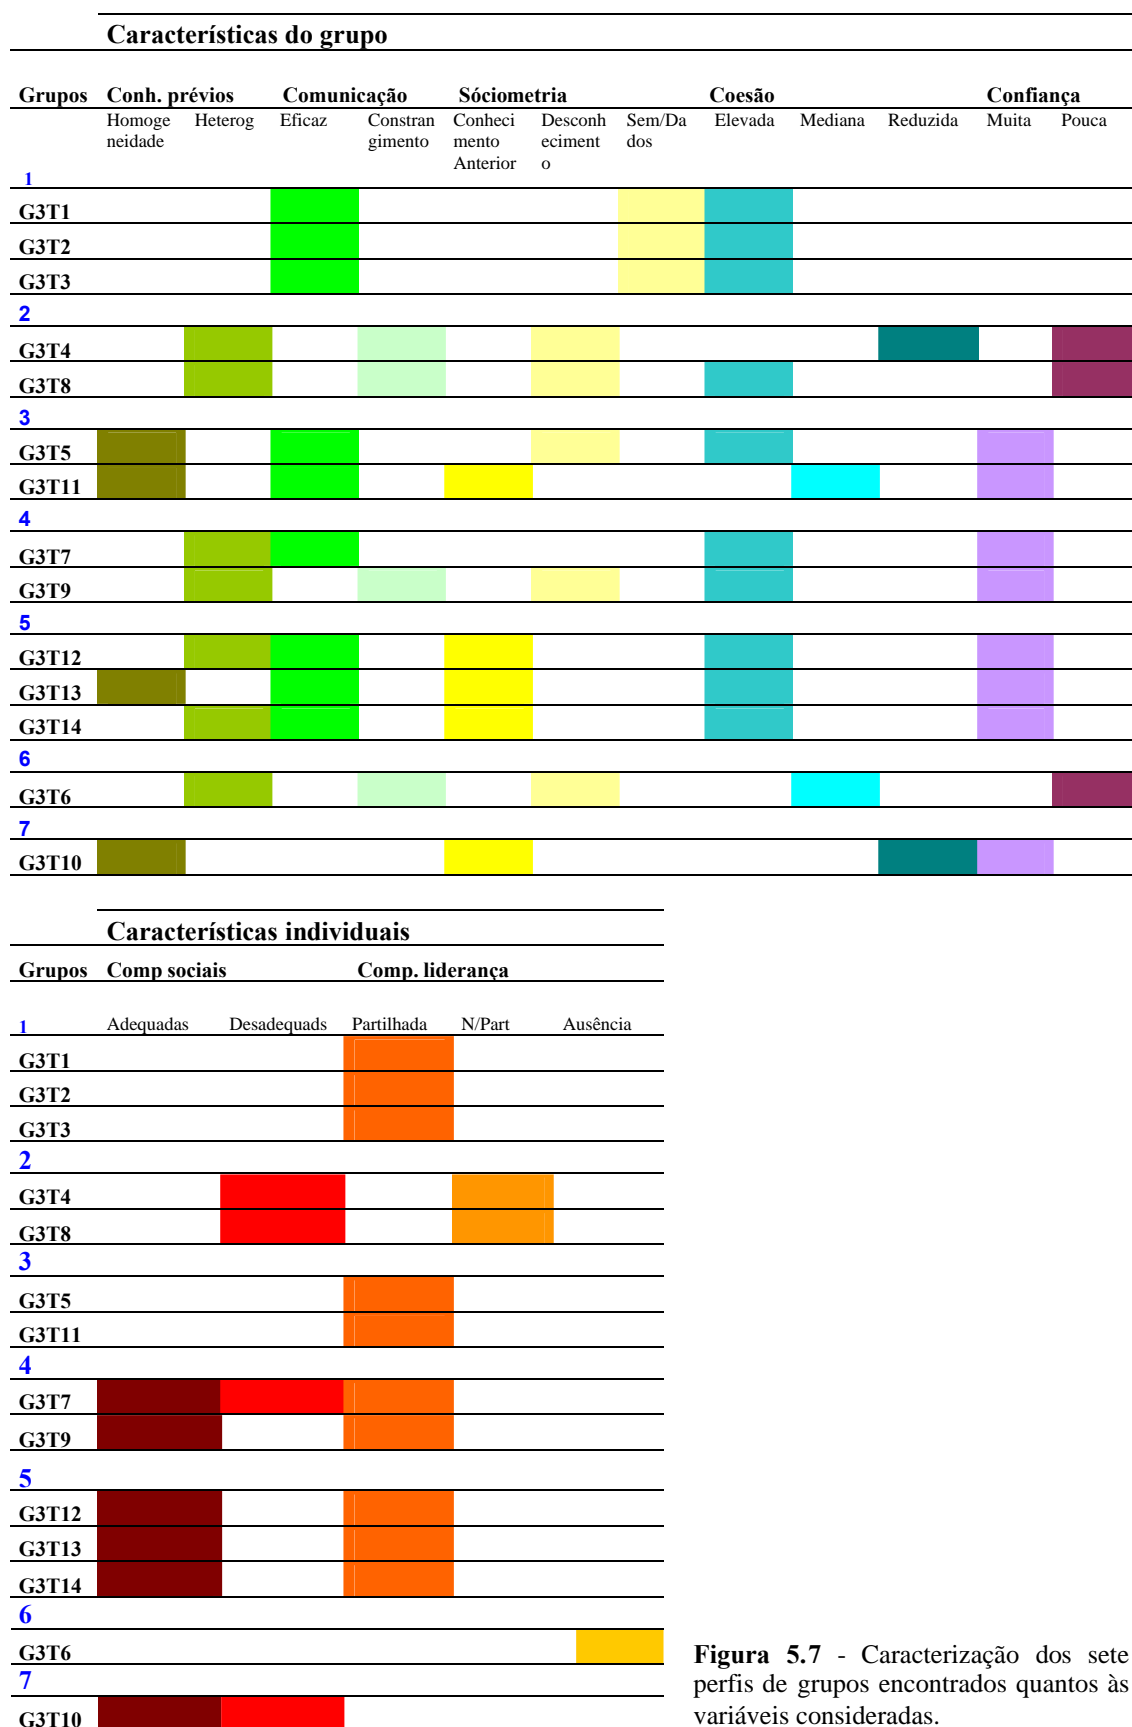 Características do grupo
Grupos Conh. prévios Comunicação Sóciometria Coesão Confiança
Homoge Heterog Eficaz Constran Conheci Desconh Sem/Da Elevada Mediana Reduzida Muita Pouca
neidade gimento mento eciment dos
Anterior o
1
G3T1
G3T2
G3T3
2
G3T4
G3T8
3
G3T5
G3T11
4
G3T7
G3T9
5
G3T12
G3T13
G3T14
6
G3T6
7
G3T10
Características individuais
Grupos Comp sociais Comp. liderança
1 Adequadas Desadequads Partilhada N/Part Ausência
G3T1
G3T2
G3T3
2
G3T4
G3T8
3
G3T5
G3T11
4
G3T7
G3T9
5
G3T12
G3T13
G3T14
6
G3T6
7
G3T10
Figura 5.7 - Caracterização dos sete
perfis de grupos encontrados quantos às
variáveis consideradas.